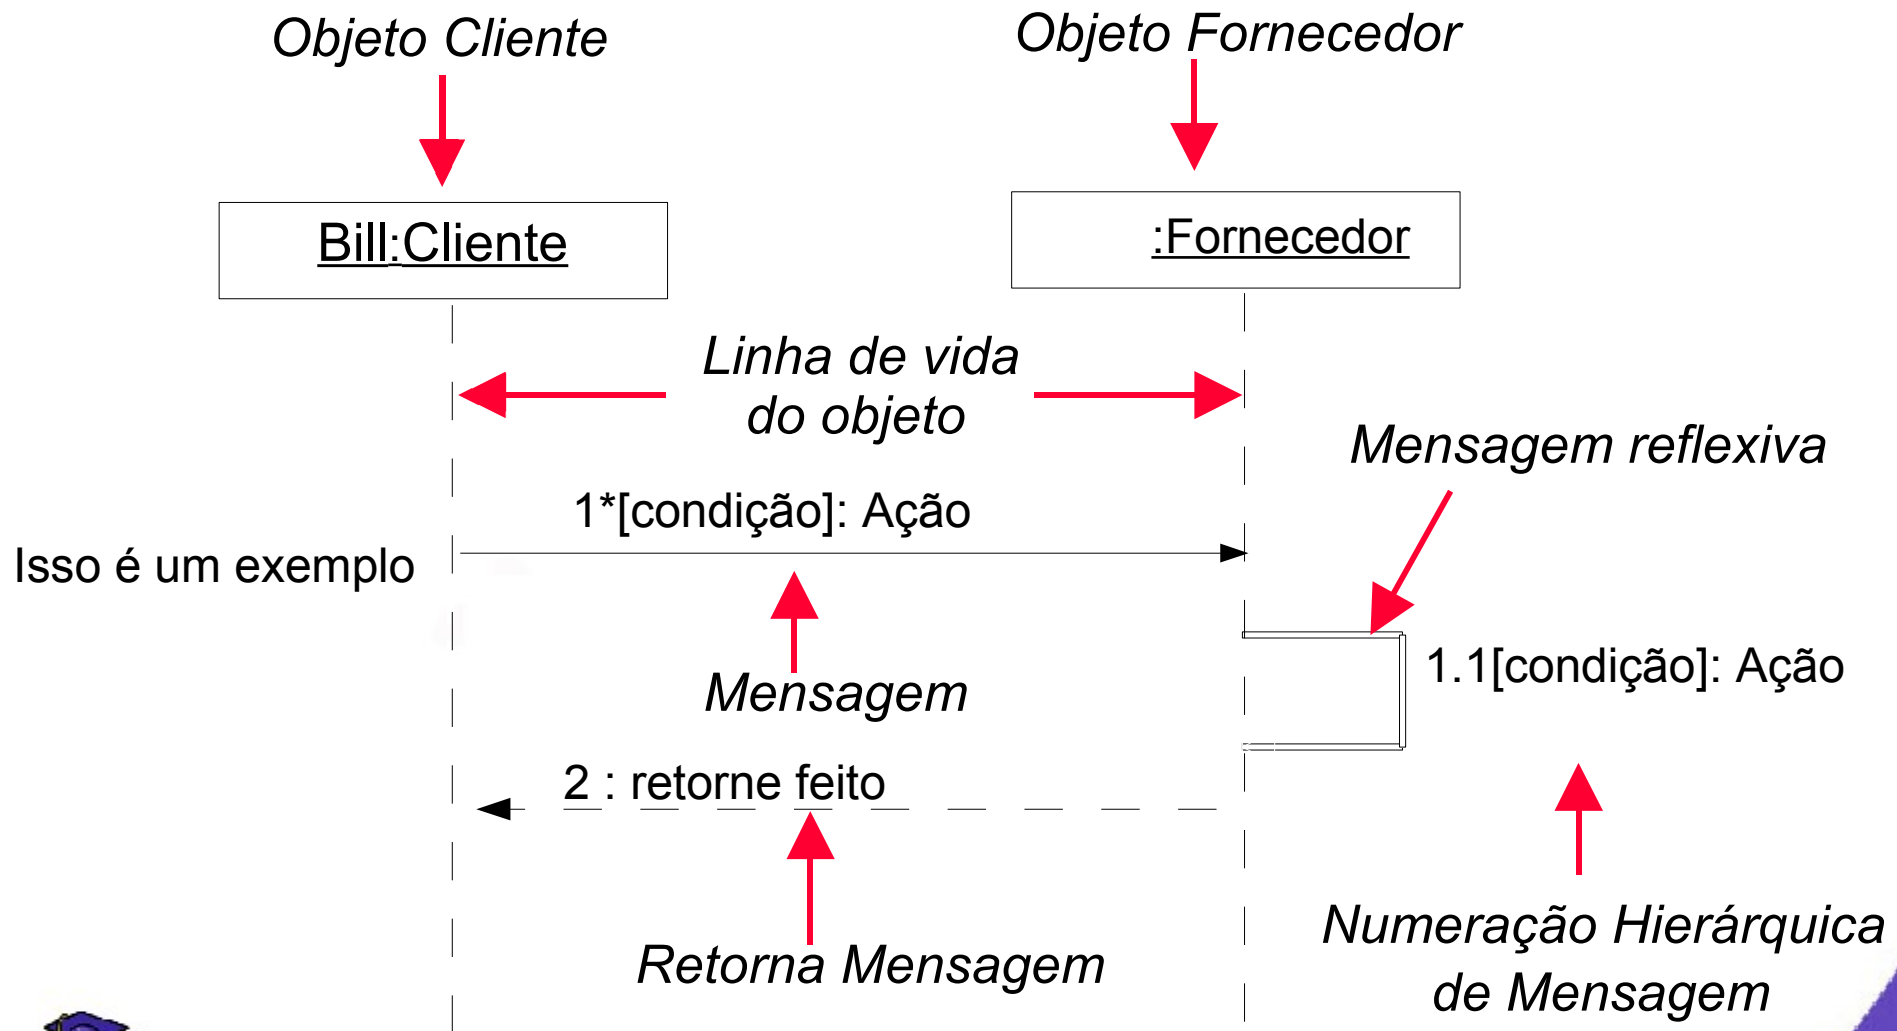 Objeto Cliente
Objeto Fornecedor
Bill:Cliente
:Fornecedor
Linha de vida
do objeto
Mensagem reflexiva
1*[condição]: Ação
Isso é um exemplo
1.1[condição]: Ação
Mensagem
2 : retorne feito
Numeração Hierárquica
de Mensagem
Retorna Mensagem